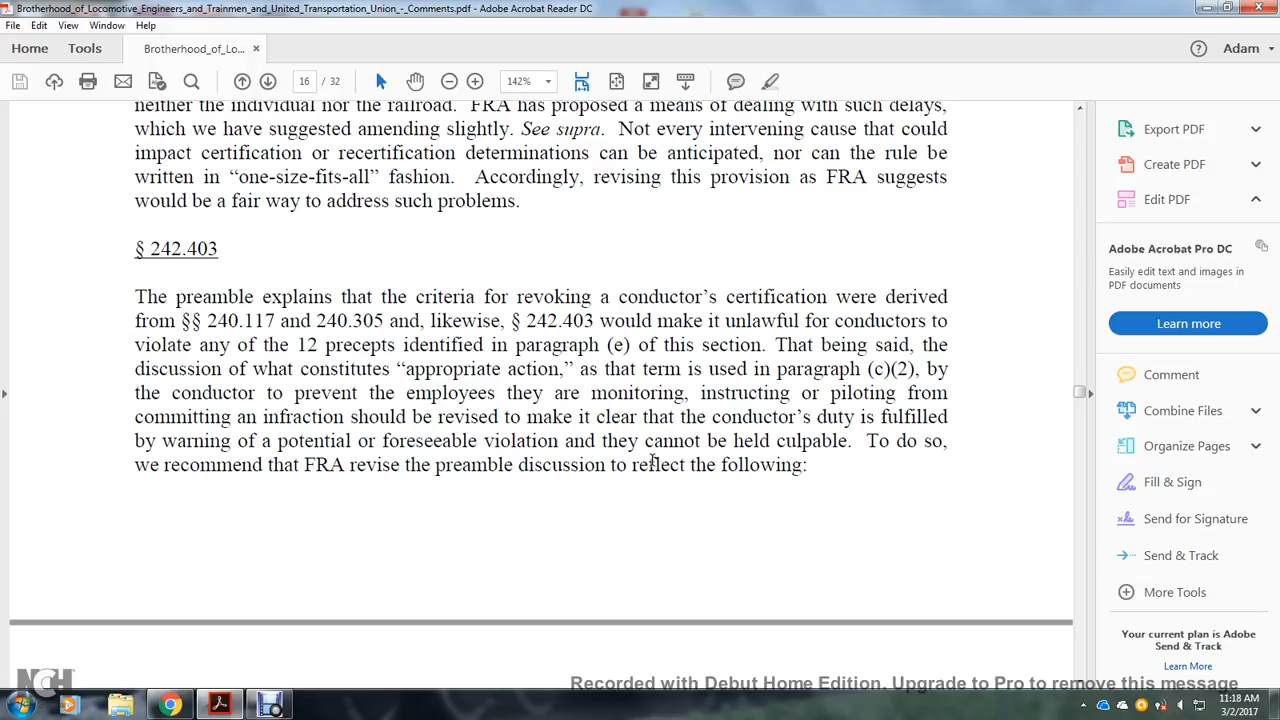 Brotherhood_of_Locomotive_Engineers_and_Trainmen_and_United_Transportation_Union_-_Comments.pdf - Adobe Acrobat Reader DC
File Edit View Window Help
Home Tools Brotherhood_of_Lo... × Adam
16 / 32 142%
neither the individual nor the railroad. FRA has proposed a means of dealing with such delays,
which we have suggested amending slightly. See supra. Not every intervening cause that could
impact certification or recertification determinations can be anticipated, nor can the rule be
written in “one-size-fits-all” fashion. Accordingly, revising this provision as FRA suggests
would be a fair way to address such problems.
§ 242.403
The preamble explains that the criteria for revoking a conductor’s certification were derived
from §§ 240.117 and 240.305 and, likewise, § 242.403 would make it unlawful for conductors to
violate any of the 12 precepts identified in paragraph (e) of this section. That being said, the
discussion of what constitutes “appropriate action,” as that term is used in paragraph (c)(2), by
the conductor to prevent the employees they are monitoring, instructing or piloting from
committing an infraction should be revised to make it clear that the conductor’s duty is fulfilled
by warning of a potential or foreseeable violation and they cannot be held culpable. To do so,
we recommend that FRA revise the preamble discussion to reflect the following:
Export PDF
Create PDF
Edit PDF
Adobe Acrobat Pro DC
Easily edit text and images in
PDF documents
Learn more
Comment
Combine Files
Organize Pages
Fill & Sign
Send for Signature
Send & Track
More Tools
Your current plan is Adobe
Send & Track
Learn More
NCH
Recorded with Debut Home Edition. Upgrade to Pro to remove this message
11:18 AM
3/2/2017